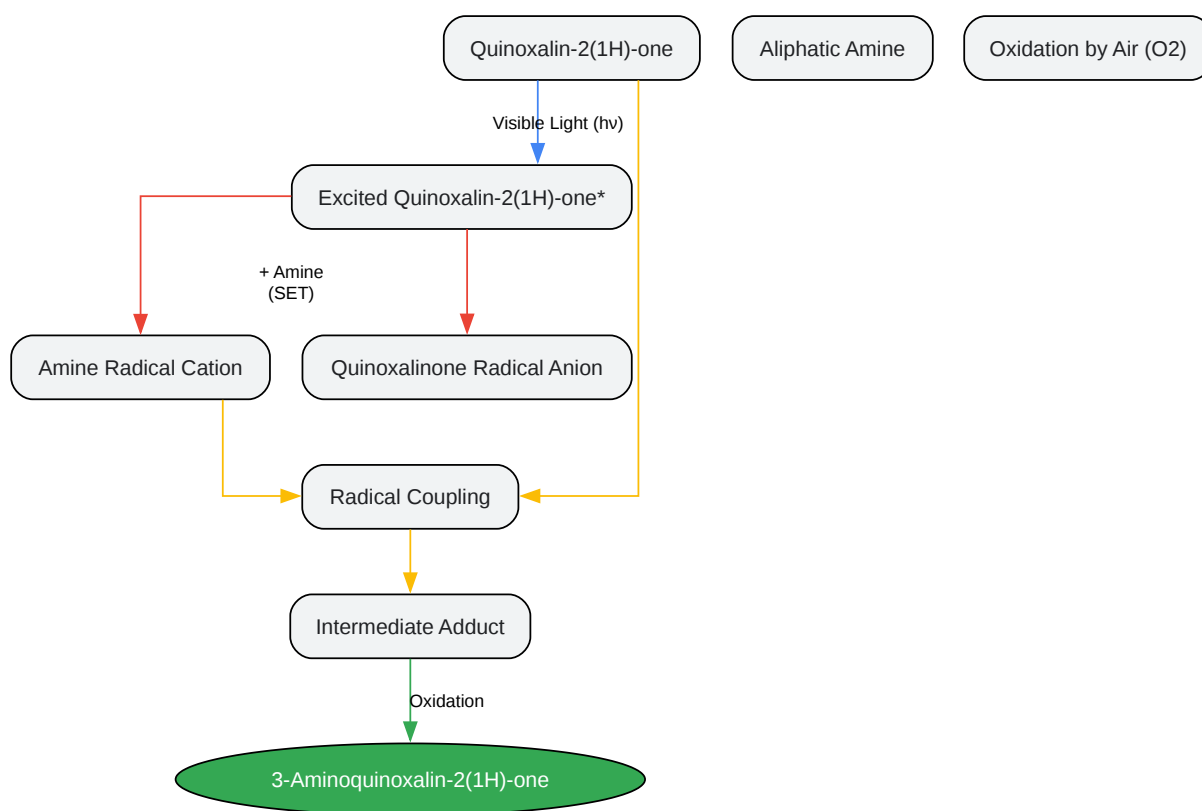 Quinoxalin-2(1H)-one
Aliphatic Amine
Oxidation by Air (O2)
Visible Light (hν)
Excited Quinoxalin-2(1H)-one*
+ Amine
(SET)
Amine Radical Cation
Quinoxalinone Radical Anion
Radical Coupling
Intermediate Adduct
Oxidation
3-Aminoquinoxalin-2(1H)-one